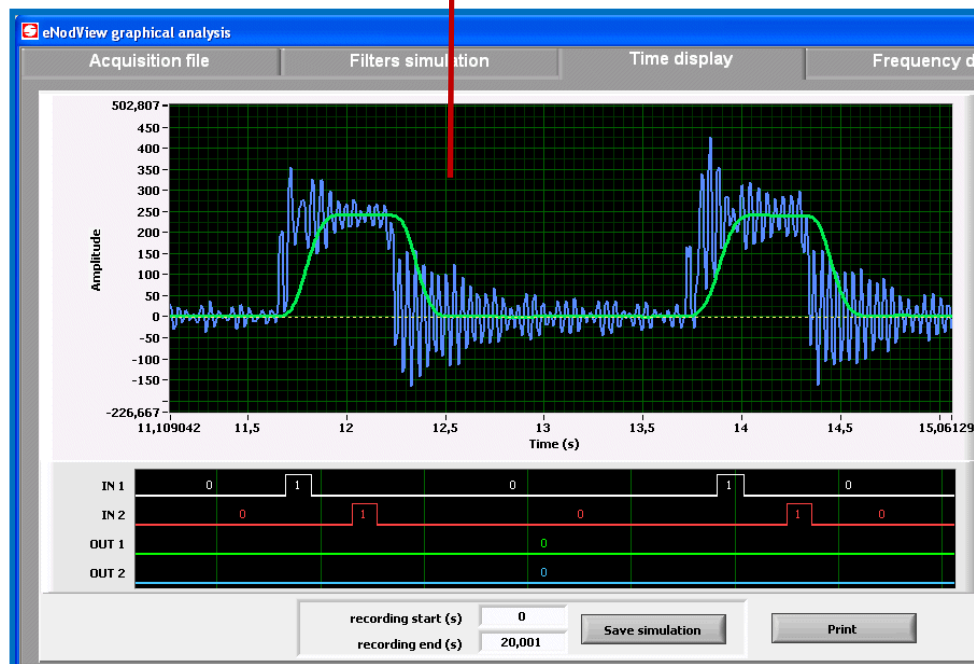 eNodView graphical analysis
Acquisition file Filters simulation Time display Frequency d
502,807
450
400
350
300
250
200
150
100
50
0
-50
-100
-150
-226,667
Amplitude
11,109042 11,5 12 12,5 13 13,5 14 14,5 15,06129
Time (s)
IN 1 0 1 0 1 0
IN 2 0 1 0 1 0
OUT 1 0
OUT 2 0
recording start (s) 0
recording end (s) 20,001
Save simulation
Print